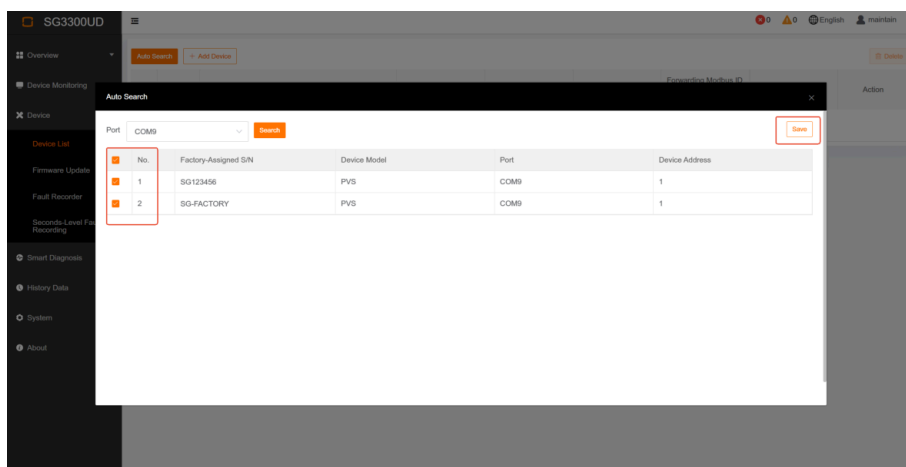 SG3300UD
0 0 English maintain
Overview
Auto Search + Add Device Delete
Forwarding Modbus ID
Device Monitoring
Action
Auto Search
Device
Port COM9 Search Save
Device List
No. Factory-Assigned S/N Device Model Port Device Address
Firmware Update
1 SG123456 PVS COM9 1
Fault Recorder
2 SG-FACTORY PVS COM9 1
Seconds-Level
Recording
Smart Diagnosis
History Data
System
About